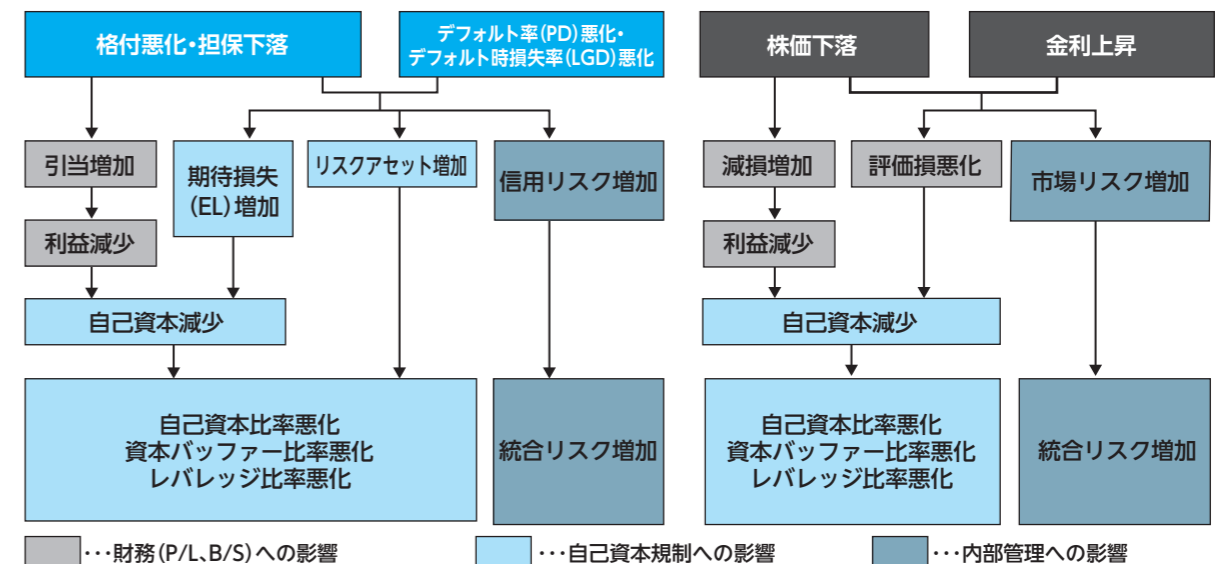 格付悪化・担保下落
デフォルト率(PD)悪化・
デフォルト時損失率(LGD)悪化
株価下落
金利上昇
引当増加
期待損失
(EL)増加
リスクアセット増加
信用リスク増加
減損増加
評価損悪化
市場リスク増加
利益減少
利益減少
自己資本減少
自己資本減少
自己資本比率悪化
資本バッファー比率悪化
レバレッジ比率悪化
統合リスク増加
自己資本比率悪化
資本バッファー比率悪化
レバレッジ比率悪化
統合リスク増加
･･･財務(P/L、B/S)への影響
･･･自己資本規制への影響
･･･内部管理への影響